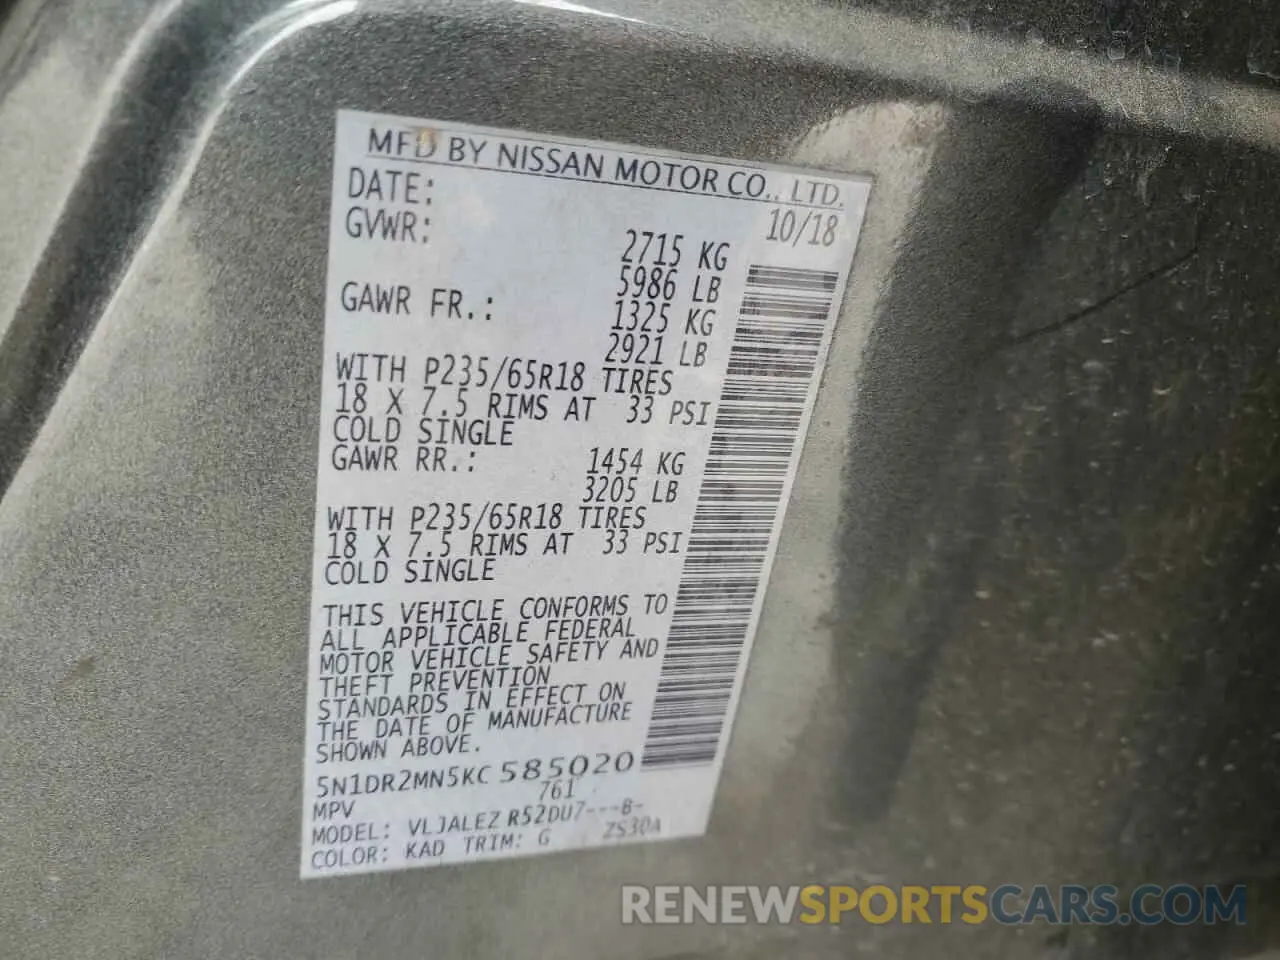 MFD BY NISSAN MOTOR CO., LTD.
DATE: 10/18
GVWR: 2715 KG
5986 LB
GAWR FR.: 1325 KG
2921 LB
WITH P235/65R18 TIRES
18 X 7.5 RIMS AT 33 PSI
COLD SINGLE
GAWR RR.: 1454 KG
3205 LB
WITH P235/65R18 TIRES
18 X 7.5 RIMS AT 33 PSI
COLD SINGLE
THIS VEHICLE CONFORMS TO
ALL APPLICABLE FEDERAL
MOTOR VEHICLE SAFETY AND
THEFT PREVENTION
STANDARDS IN EFFECT ON
THE DATE OF MANUFACTURE
SHOWN ABOVE.
5N1DR2MN5KC 585020
MPV 761
MODEL: VLJALEZ R52DU7---B-
COLOR: KAD TRIM: G ZS30A
RENEWSPORTSCARS.COM